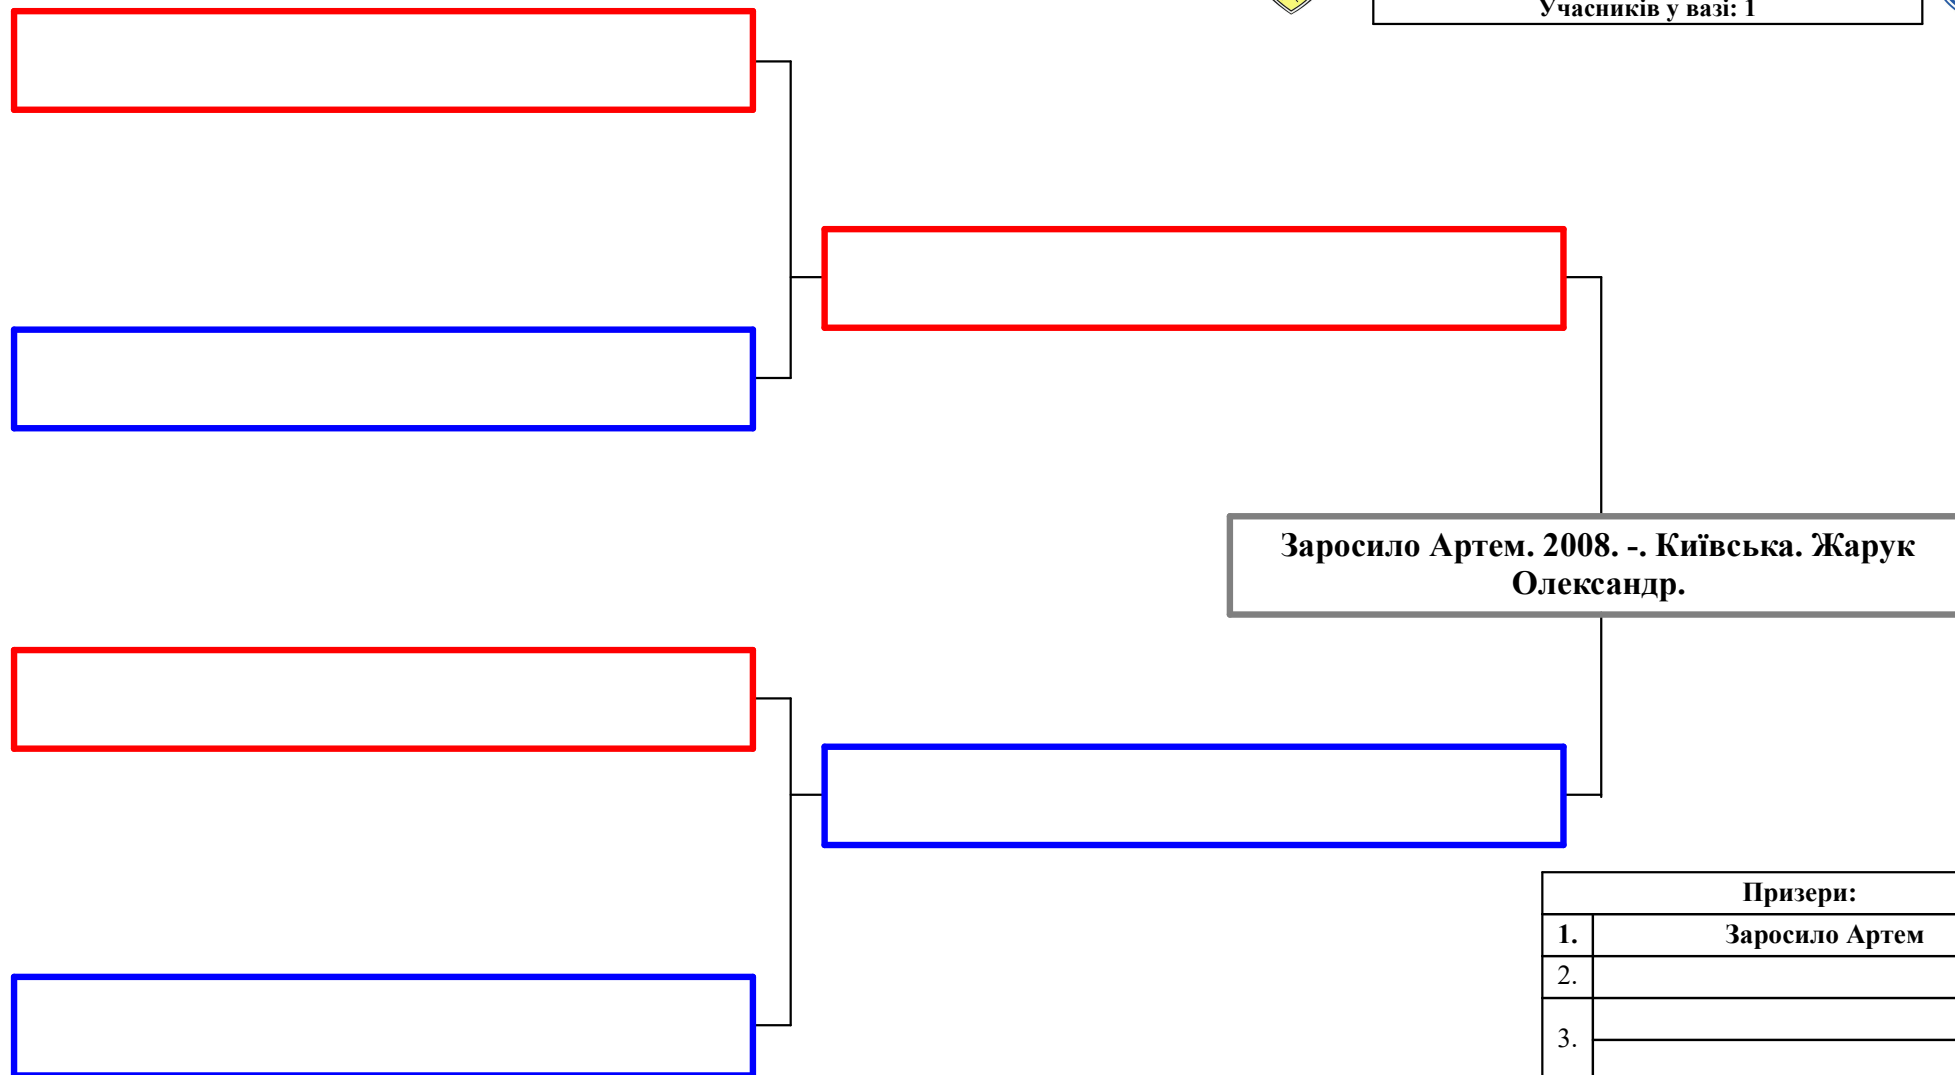 Учасників у вазі: 1
Заросило Артем. 2008. -. Київська. Жарук
Олександр.
Призери:
1. Заросило Артем
2.
3.